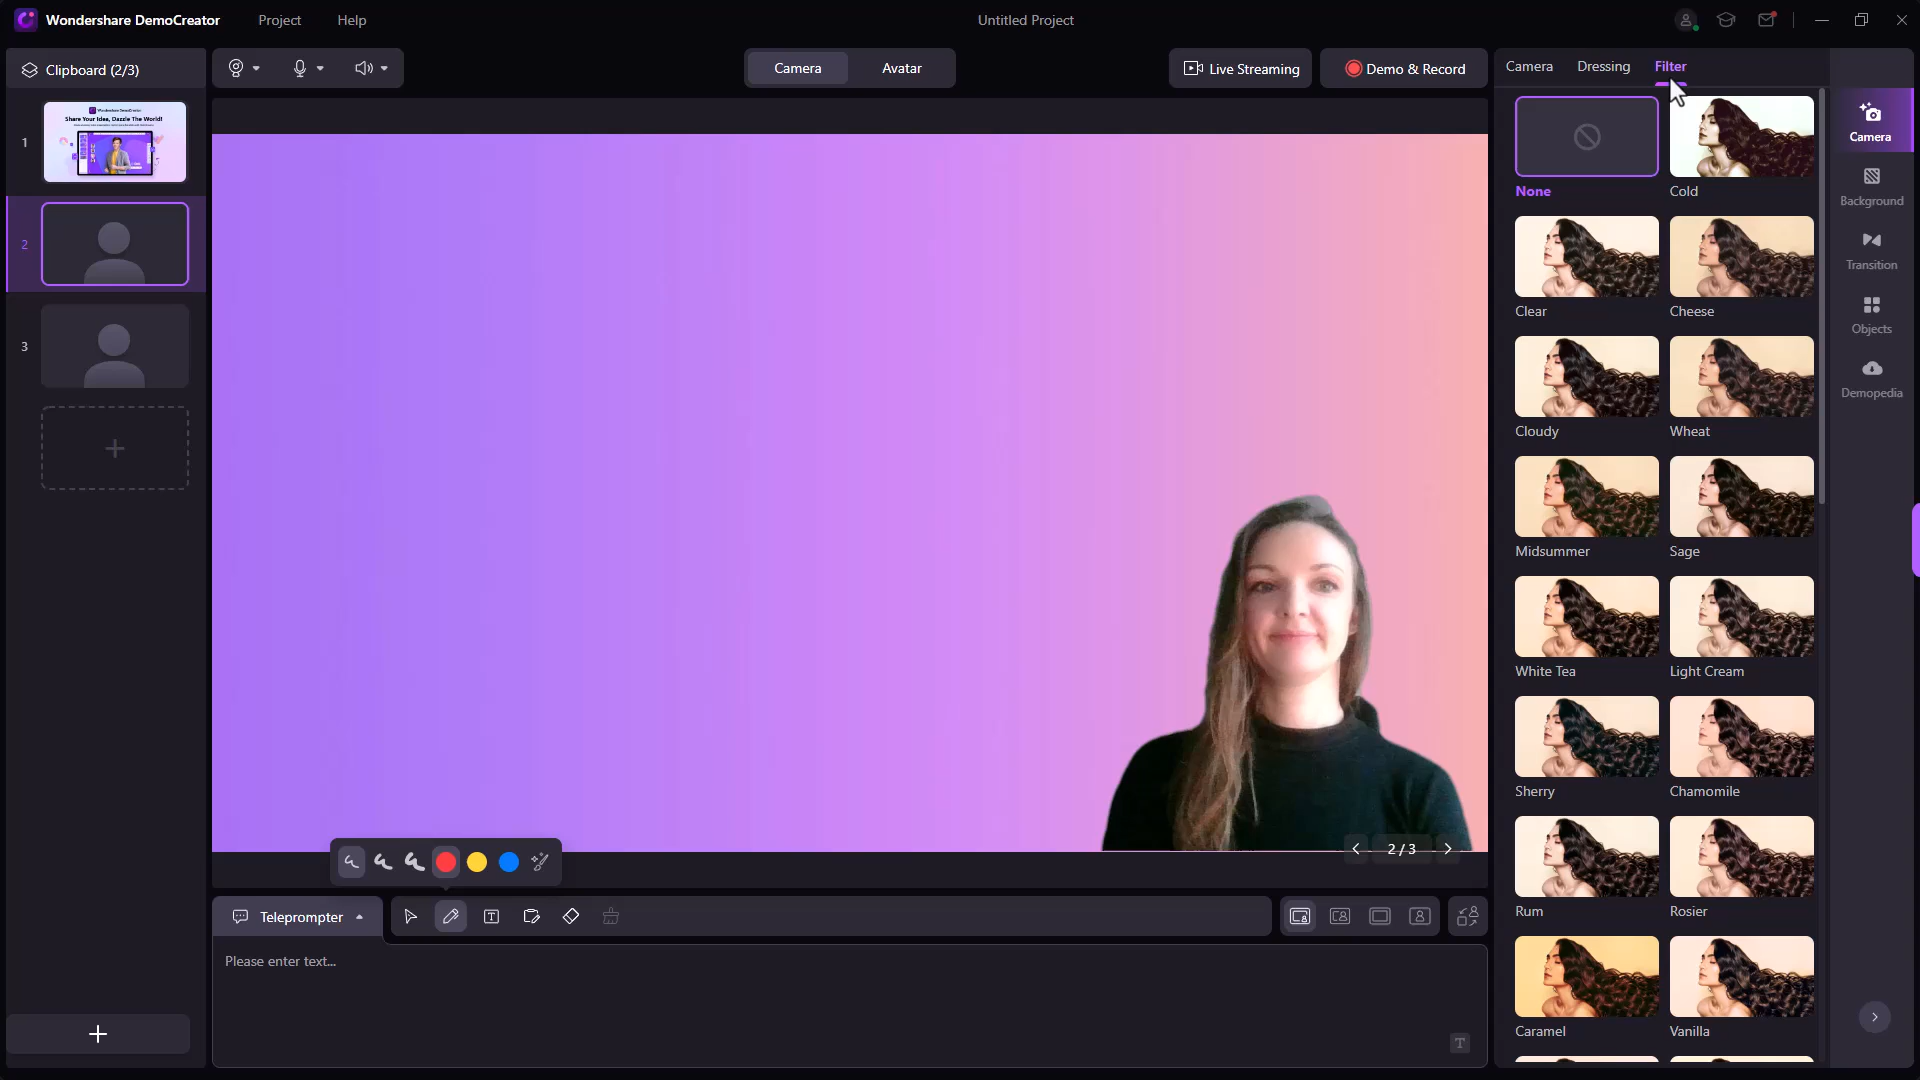 Wondershare DemoCreator
Project
Help
Untitled Project
Clipboard (2/3)
Camera
Avatar
Live Streaming
Demo & Record
Camera
Dressing
Filter
1
Wondershare DemoCreator
Share Your Idea, Dazzle The World!
2
3
None
Cold
Clear
Cheese
Cloudy
Wheat
Midsummer
Sage
White Tea
Light Cream
Sherry
Chamomile
Rum
Rosier
Caramel
Vanilla
Camera
Background
Transition
Objects
Demopedia
2 / 3
Teleprompter
T
Please enter text...
T